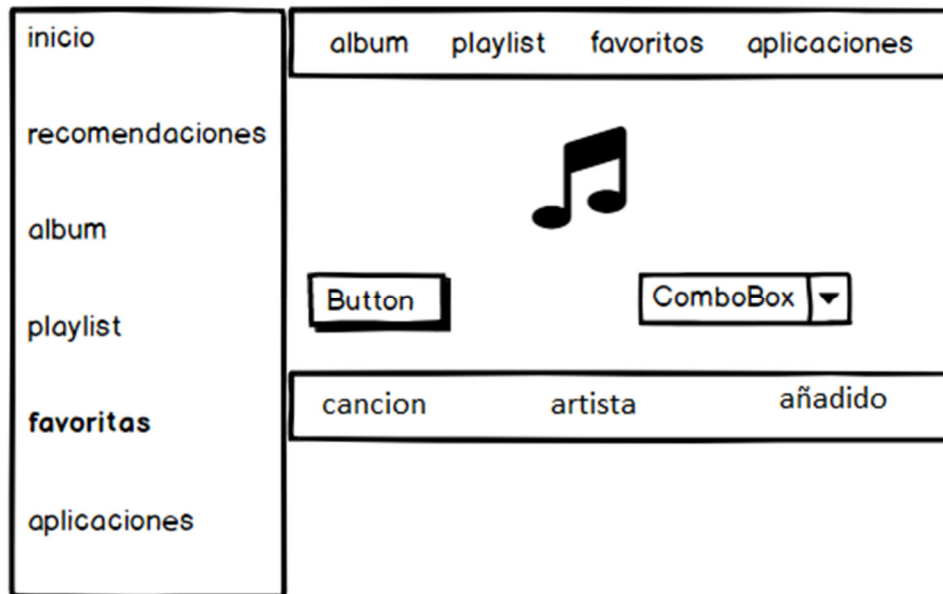 inicio
recomendaciones
album
playlist
favoritas
aplicaciones
album playlist favoritos aplicaciones
Button
ComboBox
cancion artista añadido